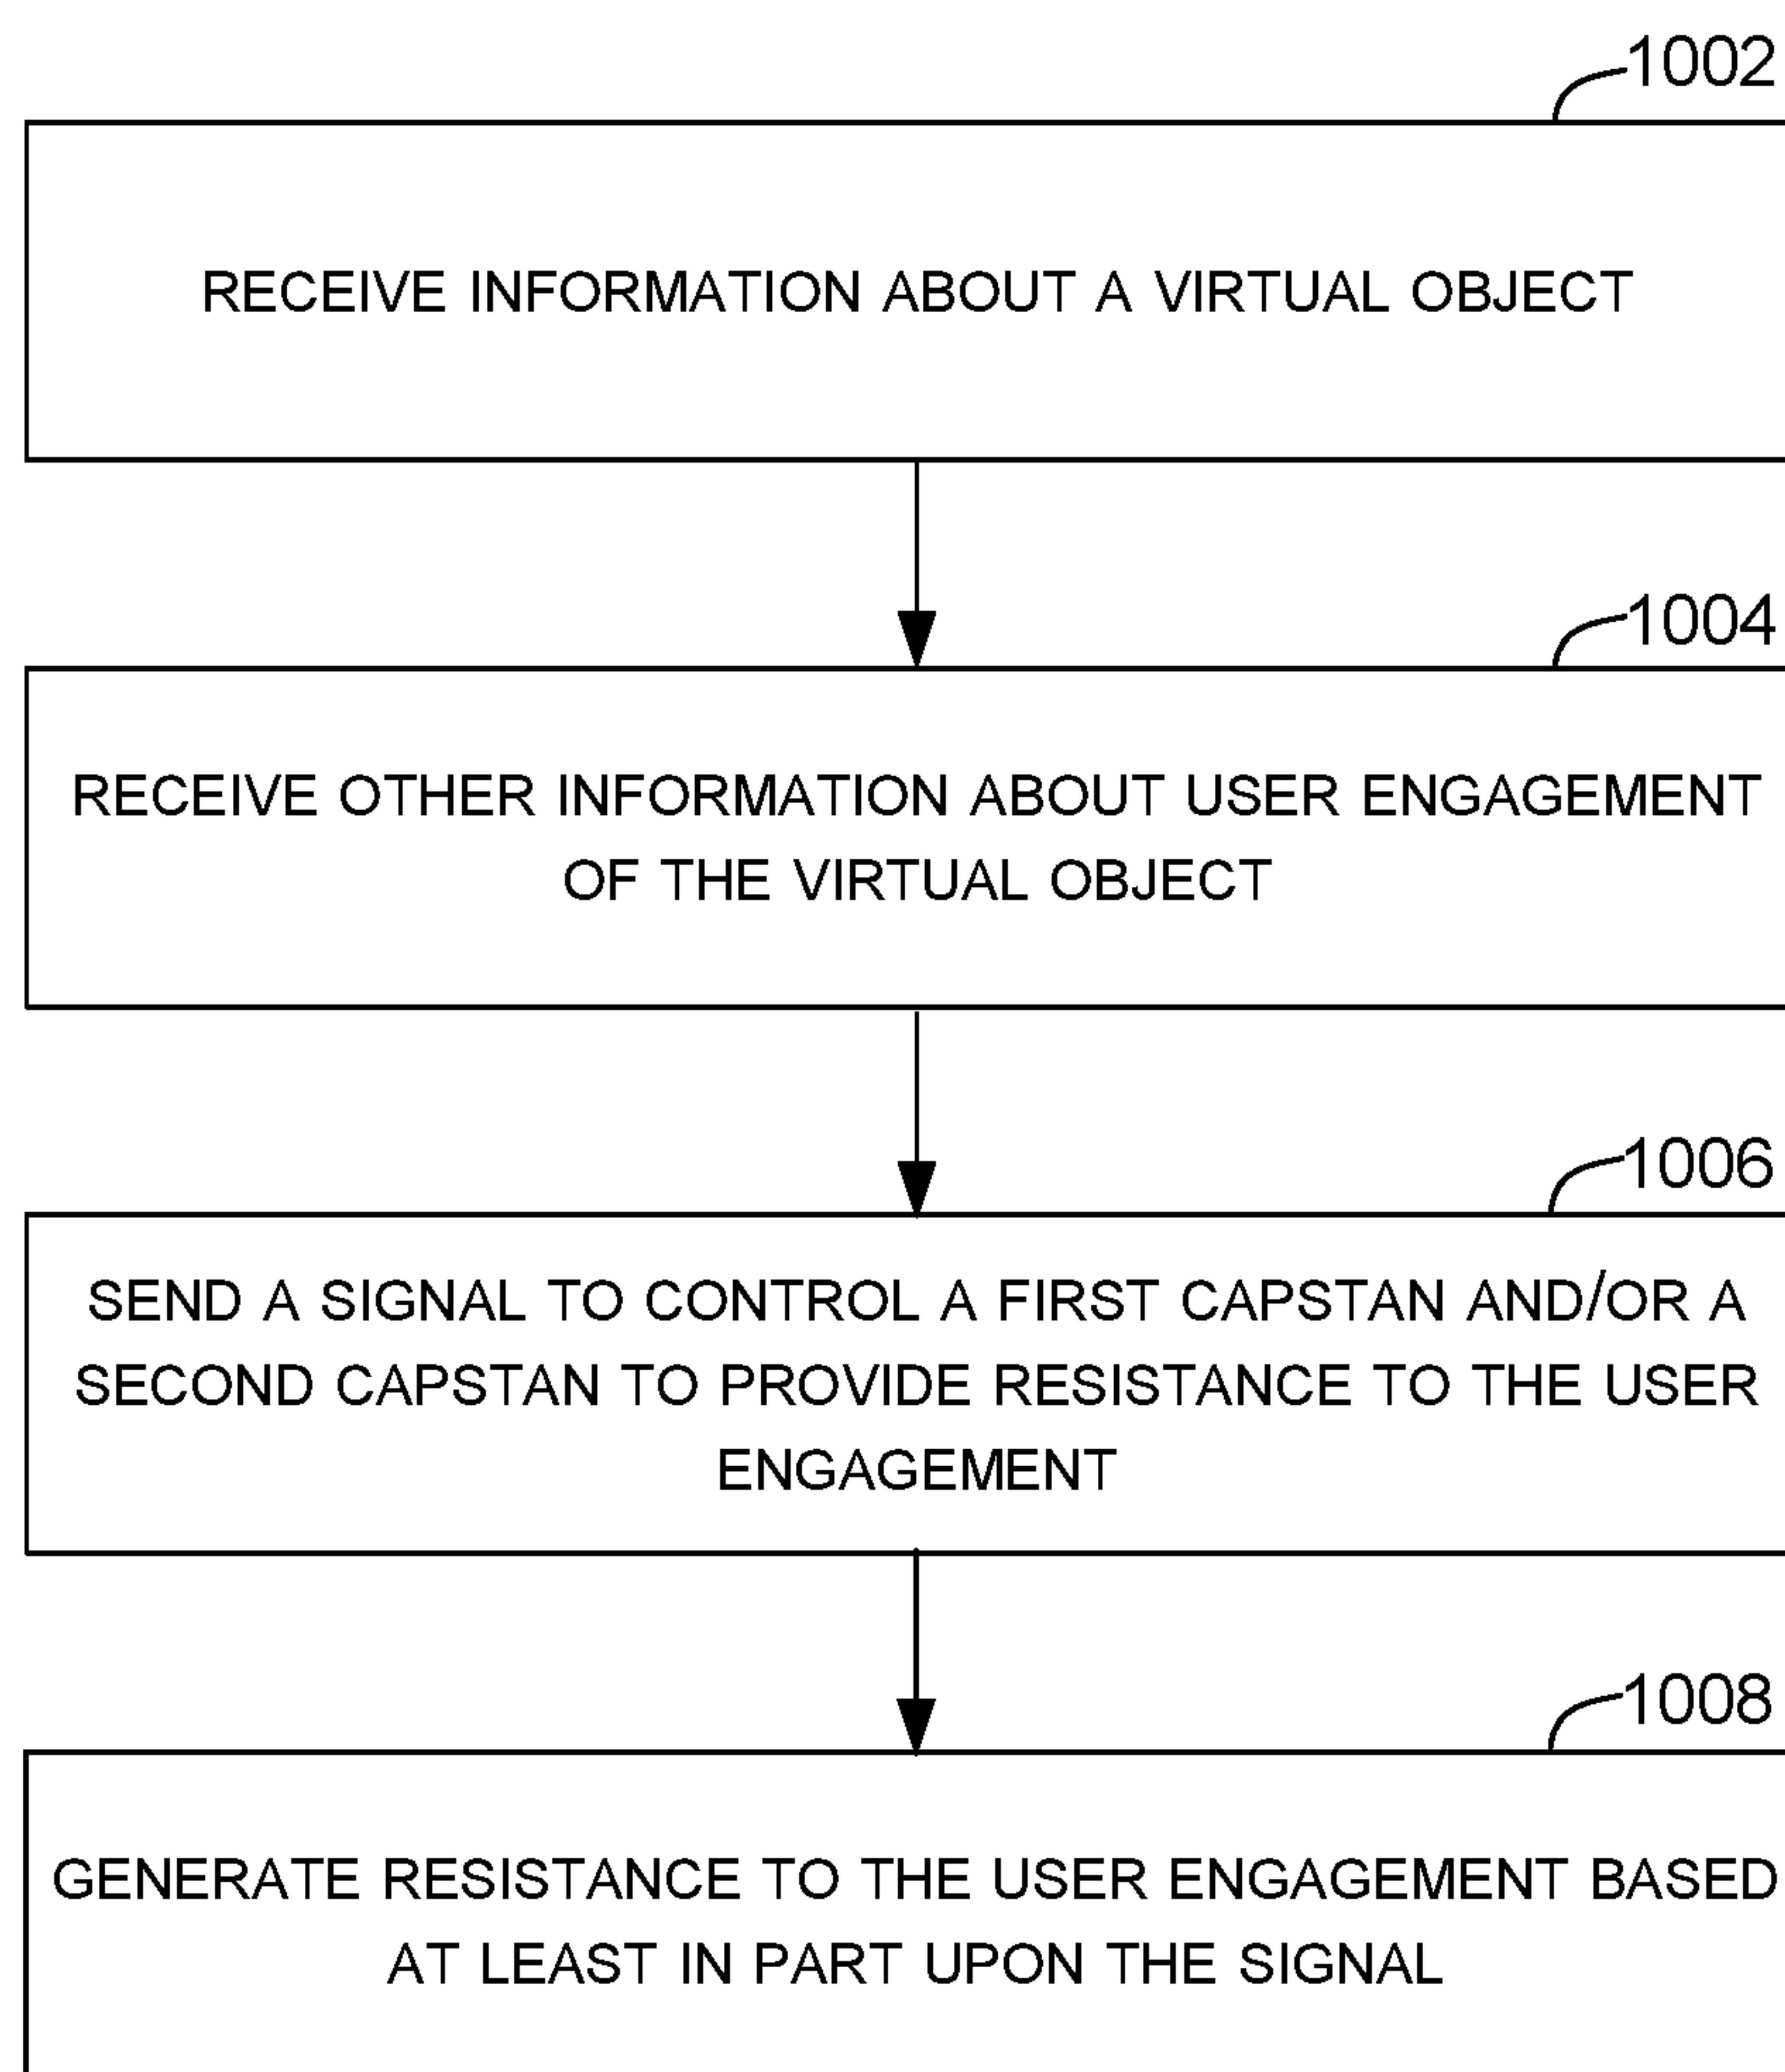 1002
RECEIVE INFORMATION ABOUT A VIRTUAL OBJECT
1004
RECEIVE OTHER INFORMATION ABOUT USER ENGAGEMENT
OF THE VIRTUAL OBJECT
1006
SEND A SIGNAL TO CONTROL A FIRST CAPSTAN AND/OR A
SECOND CAPSTAN TO PROVIDE RESISTANCE TO THE USER
ENGAGEMENT
1008
GENERATE RESISTANCE TO THE USER ENGAGEMENT BASED
AT LEAST IN PART UPON THE SIGNAL